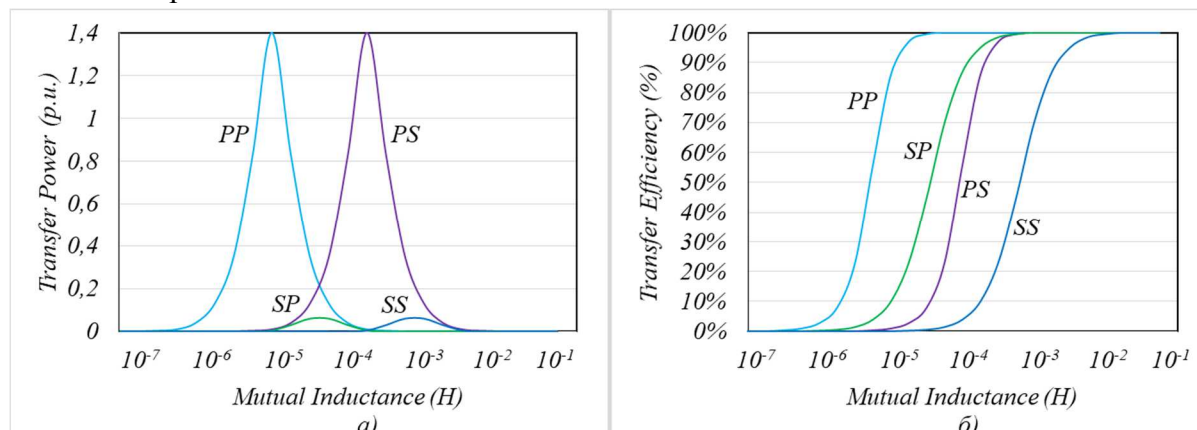 1,4
1,2
1
0,8
0,6
0,4
0,2
0
Transfer Power (p.u.)
PP
PS
SP
SS
10-7
10-6
10-5
10-4
10-3
10-2
10-1
Mutual Inductance (H)
a)
100%
90%
80%
70%
60%
50%
40%
30%
20%
10%
0%
Transfer Efficiency (%)
PP
SP
PS
SS
10-7
10-6
10-5
10-4
10-3
10-2
10-1
Mutual Inductance (H)
б)